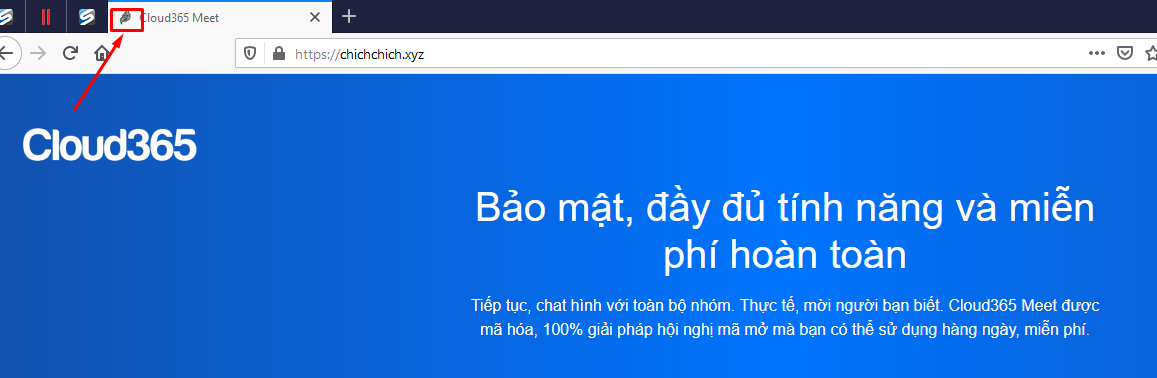 Cloud365 Meet
https://chichchich.xyz
Cloud365
Bảo mật, đầy đủ tính năng và miễn
phí hoàn toàn
Tiếp tục, chat hình với toàn bộ nhóm. Thực tế, mời người bạn biết. Cloud365 Meet được
mã hóa, 100% giải pháp hội nghị mã mở mà bạn có thể sử dụng hàng ngày, miễn phí.